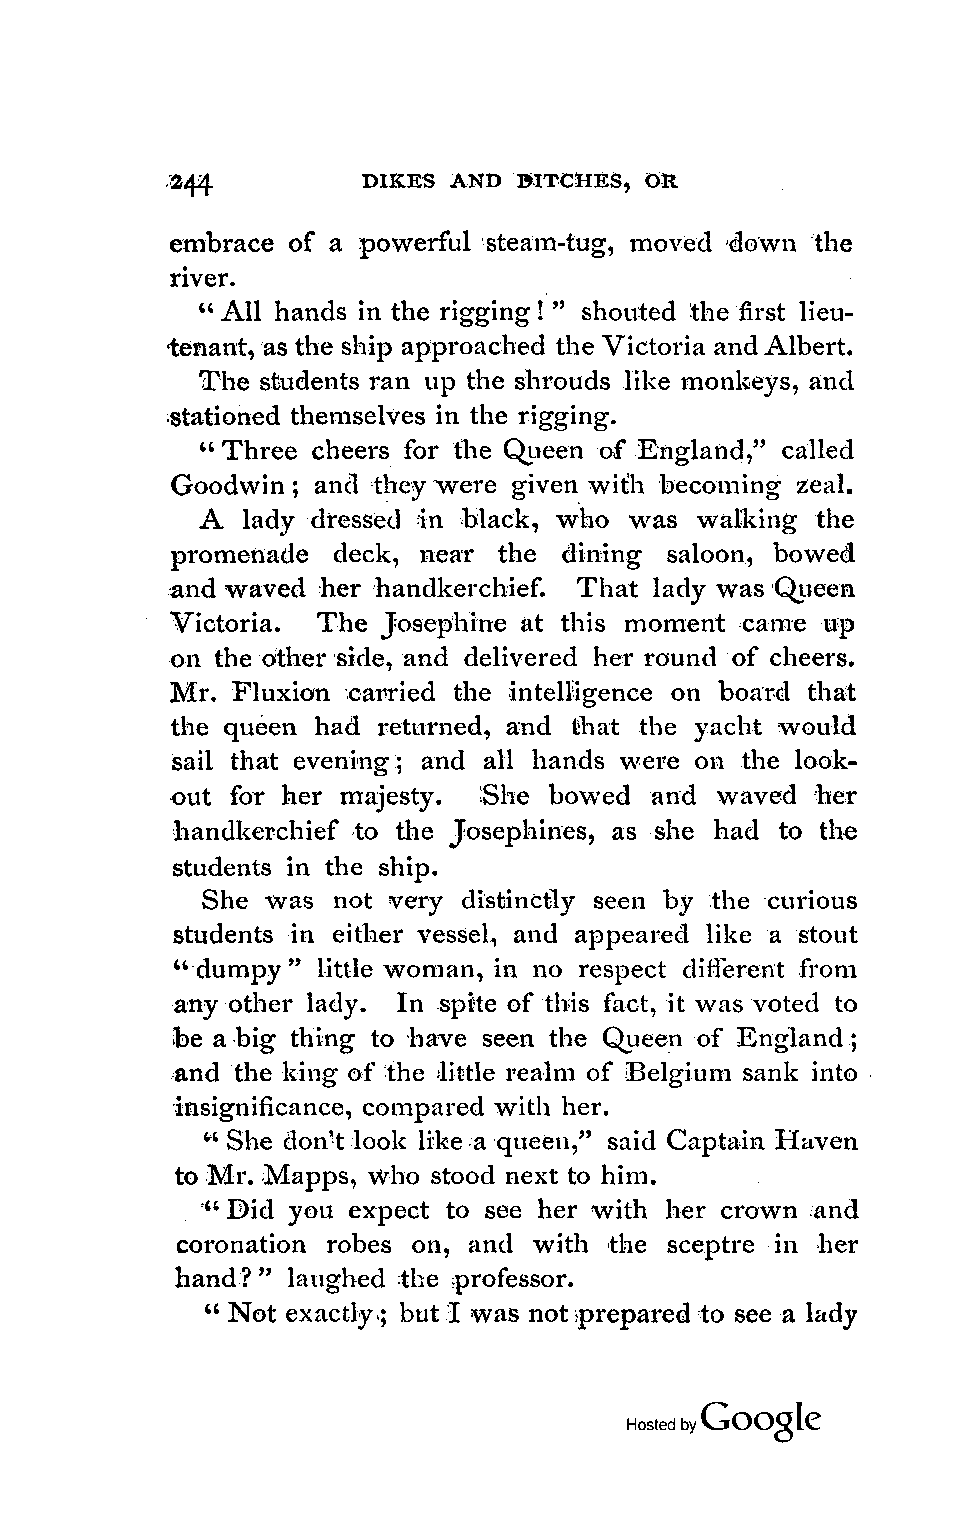 244 DIKES AND DITCHES, OR
embrace of a powerful steam-tug, moved down the
river.
“ All hands in the rigging ! ” shouted the first lieu-
tenant, as the ship approached the Victoria and Albert.
The students ran up the shrouds like monkeys, and
stationed themselves in the rigging.
“ Three cheers for the Queen of England,” called
Goodwin ; and they were given with becoming zeal.
A lady dressed in black, who was walking the
promenade deck, near the dining saloon, bowed
and waved her handkerchief. That lady was Queen
Victoria. The Josephine at this moment came up
on the other side, and delivered her round of cheers.
Mr. Fluxion carried the intelligence on board that
the queen had returned, and that the yacht would
sail that evening ; and all hands were on the look-
out for her majesty. She bowed and waved her
handkerchief to the Josephines, as she had to the
students in the ship.
She was not very distinctly seen by the curious
students in either vessel, and appeared like a stout
“ dumpy ” little woman, in no respect different from
any other lady. In spite of this fact, it was voted to
be a big thing to have seen the Queen of England ;
and the king of the little realm of Belgium sank into
insignificance, compared with her.
“ She don't look like a queen,” said Captain Haven
to Mr. Mapps, who stood next to him.
“ Did you expect to see her with her crown and
coronation robes on, and with the sceptre in her
hand ? ” laughed the professor.
“ Not exactly ; but I was not prepared to see a lady
Hosted by Google